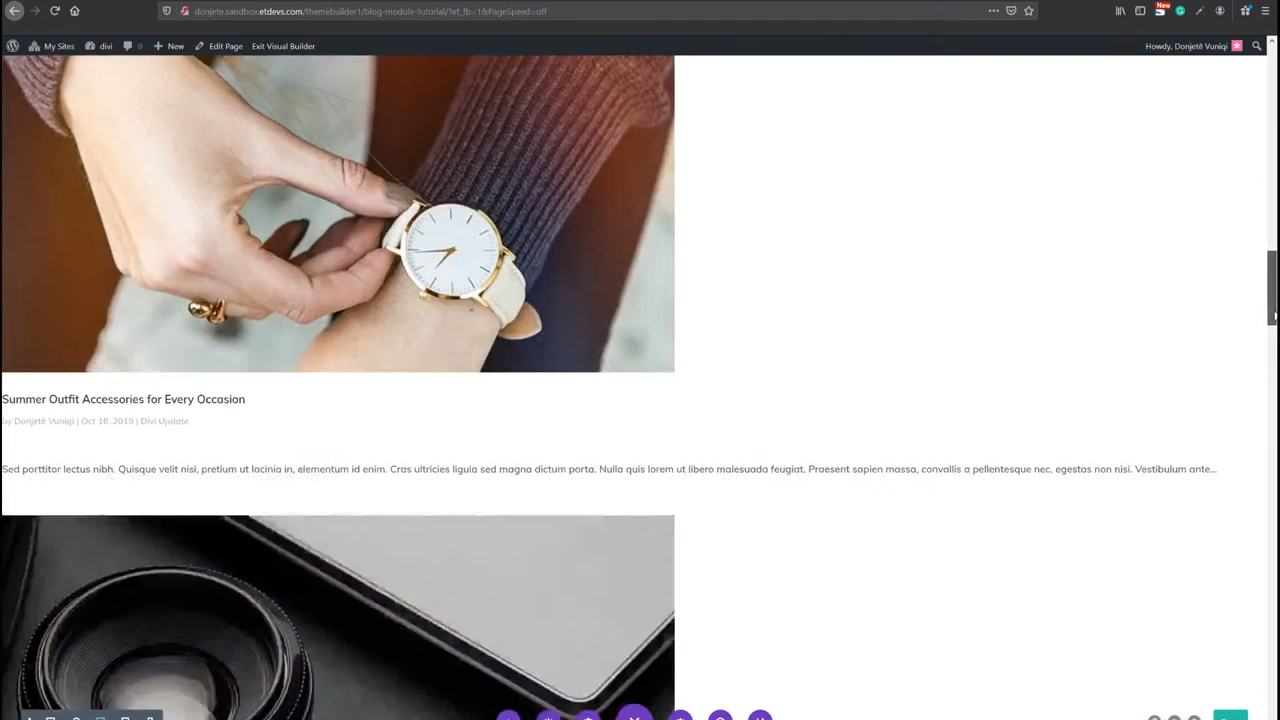 donjete.sandbox.etdevs.com/themebuilder1/blog-module-tutorial/?et_fb=1&PageSpeed=off
New
My Sites divi 0 New Edit Page Exit Visual Builder Howdy, Donjetë Vuniqi
Summer Outfit Accessories for Every Occasion
by Donjetë Vuniqi | Oct 16, 2019 | Divi Update
Sed porttitor lectus nibh. Quisque velit nisi, pretium ut lacinia in, elementum id enim. Cras ultricies ligula sed magna dictum porta. Nulla quis lorem ut libero malesuada feugiat. Praesent sapien massa, convallis a pellentesque nec, egestas non nisi. Vestibulum ante...